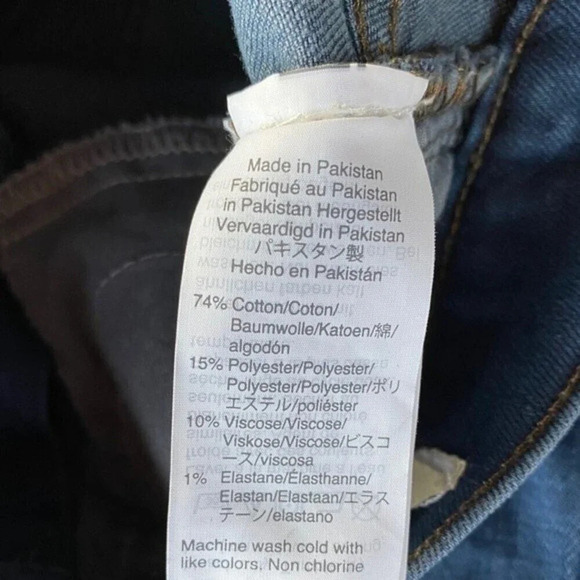 Made in Pakistan
Fabriqué au Pakistan
in Pakistan Hergestellt
Vervaardigd in Pakistan
パキスタン製
Hecho en Pakistán
74% Cotton/Coton/
Baumwolle/Katoen/綿/
algodón
15% Polyester/Polyester/
Polyester/Polyester/ポリ
エステル/poliéster
10% Viscose/Viscose/
Viskose/Viscose/ビスコ
ース/viscosa
1% Elastane/Élasthanne/
Elastan/Elastaan/エラス
テーン/elastano
Machine wash cold with
like colors. Non chlorine